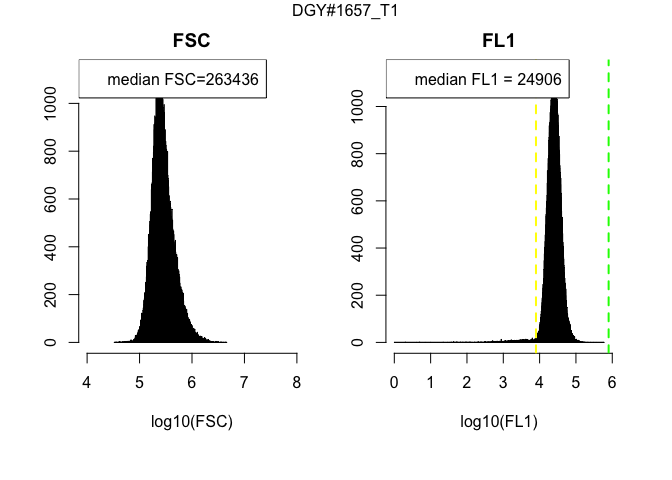 DGY#1657_T1
FSC
median FSC=263436
1000
800
600
400
200
0
4 5 6 7 8
log10(FSC)
FL1
median FL1 = 24906
1000
800
600
400
200
0
0 1 2 3 4 5 6
log10(FL1)